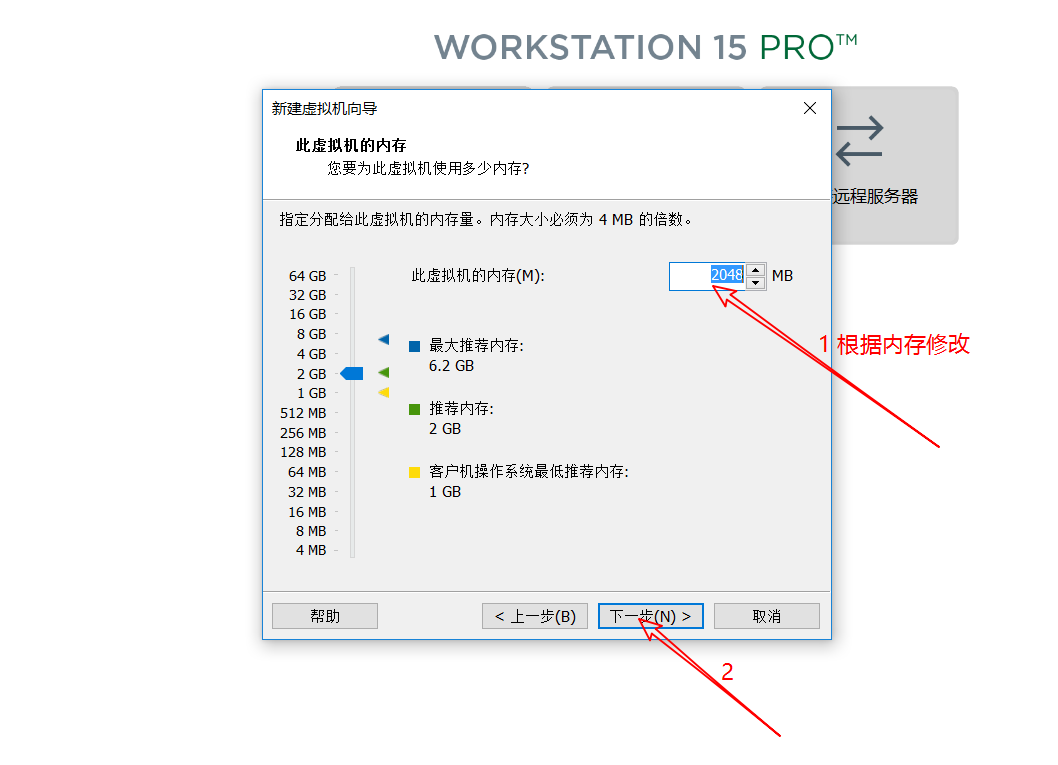 WORKSTATION 15 PRO™
新建虚拟机向导
此虚拟机的内存
您要为此虚拟机使用多少内存?
远程服务器
指定分配给此虚拟机的内存量。内存大小必须为 4 MB 的倍数。
此虚拟机的内存(M):
2048
MB
64 GB
32 GB
16 GB
8 GB
4 GB
2 GB
1 GB
512 MB
256 MB
128 MB
64 MB
32 MB
16 MB
8 MB
4 MB
最大推荐内存:
6.2 GB
推荐内存:
2 GB
客户机操作系统最低推荐内存:
1 GB
1 根据内存修改
帮助
< 上一步(B)
下一步(N) >
取消
2